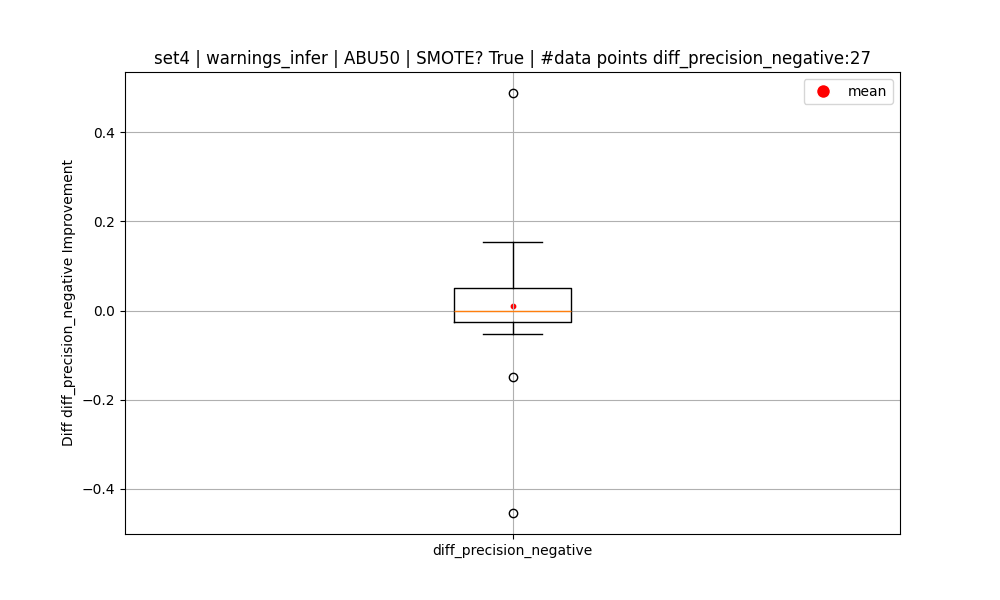 set4 | warnings_infer | ABU50 | SMOTE? True | #data points diff_precision_negative:27
mean
0.4
0.2
0.0
−0.2
−0.4
Diff diff_precision_negative Improvement
diff_precision_negative